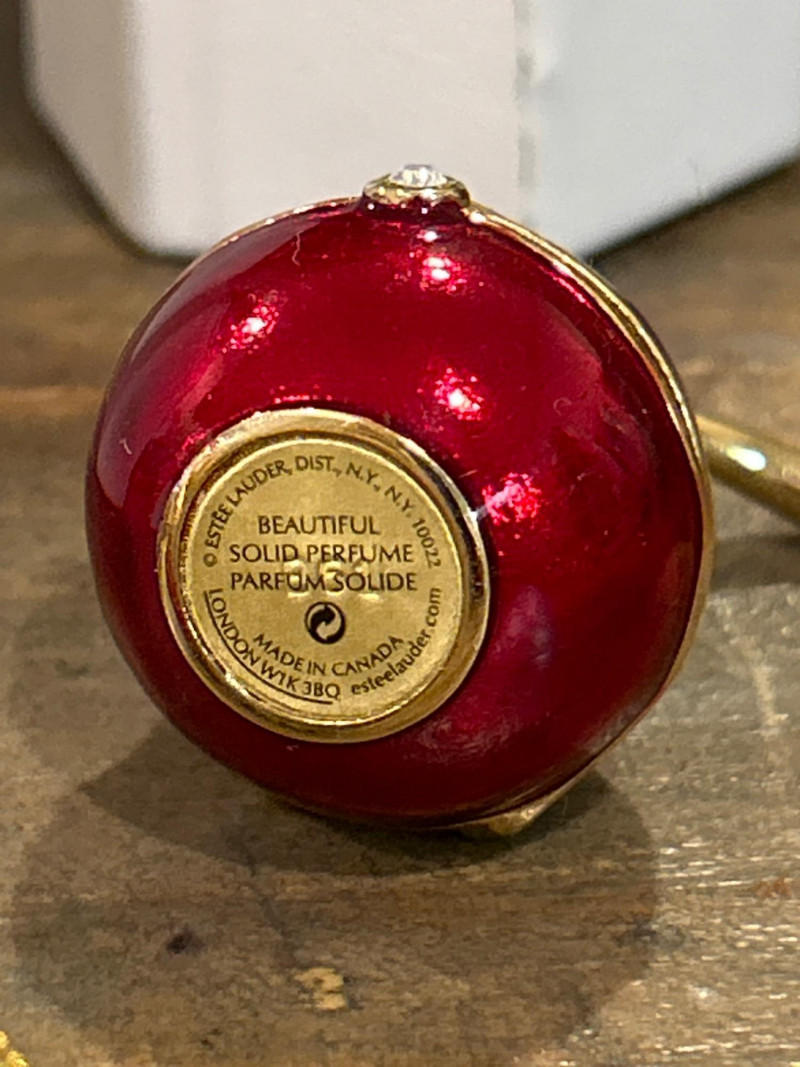 © ESTĒE LAUDER, DIST., N.Y., N.Y. 10022
BEAUTIFUL
SOLID PERFUME
PARFUM SOLIDE
MADE IN CANADA
LONDON W1K 3BQ esteelauder.com